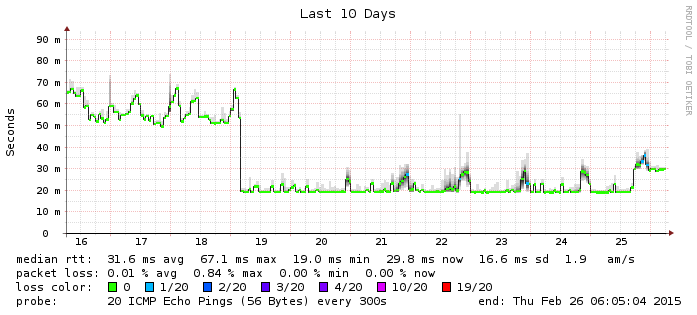 Last 10 Days
RRDTOOL / TOBI OETIKER
Seconds
90 m
80 m
70 m
60 m
50 m
40 m
30 m
20 m
10 m
0
16 17 18 19 20 21 22 23 24 25
median rtt: 31.6 ms avg 67.1 ms max 19.0 ms min 29.8 ms now 16.6 ms sd 1.9 am/s
packet loss: 0.01 % avg 0.84 % max 0.00 % min 0.00 % now
loss color: 0 1/20 2/20 3/20 4/20 10/20 19/20
probe: 20 ICMP Echo Pings (56 Bytes) every 300s end: Thu Feb 26 06:05:04 2015